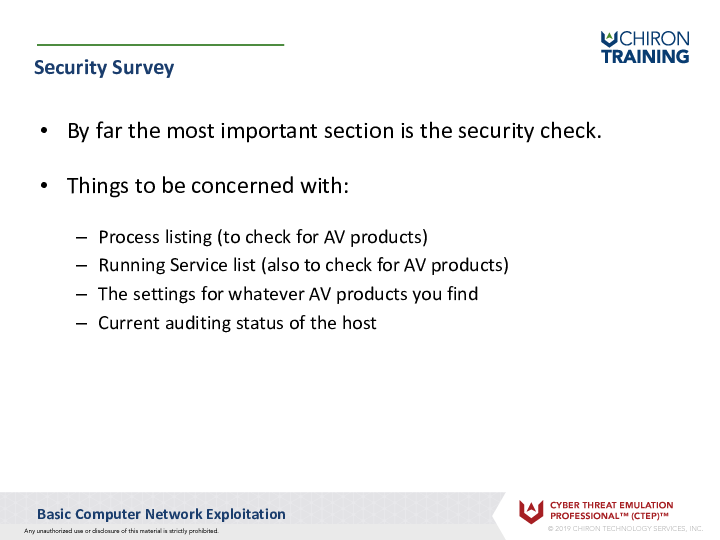 CHIRON
TRAINING
Security Survey
• By far the most important section is the security check.
• Things to be concerned with:
– Process listing (to check for AV products)
– Running Service list (also to check for AV products)
– The settings for whatever AV products you find
– Current auditing status of the host
Basic Computer Network Exploitation
Any unauthorized use or disclosure of this material is strictly prohibited.
CYBER THREAT EMULATION
PROFESSIONAL™ (CTEP)™
© 2019 CHIRON TECHNOLOGY SERVICES, INC.